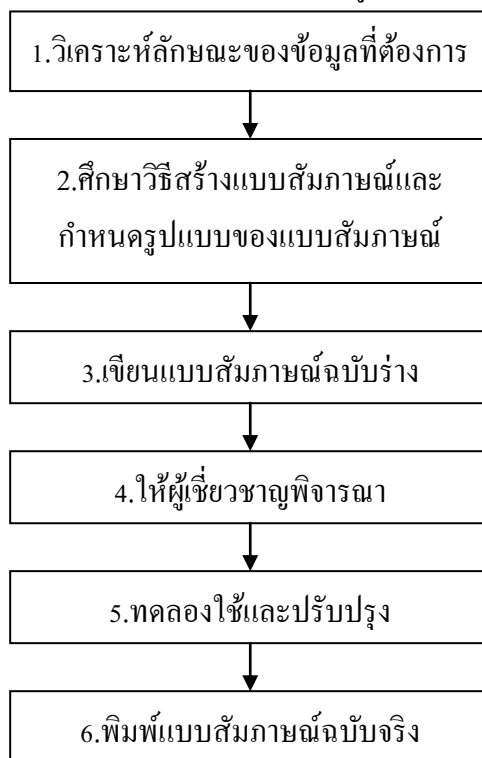 1.วิเคราะห์ลักษณะของข้อมูลที่ต้องการ
2.ศึกษาวิธีสร้างแบบสัมภาษณ์และ
กำหนดรูปแบบของแบบสัมภาษณ์
3.เขียนแบบสัมภาษณ์ฉบับร่าง
4.ให้ผู้เชี่ยวชาญพิจารณา
5.ทดลองใช้และปรับปรุง
6.พิมพ์แบบสัมภาษณ์ฉบับจริง